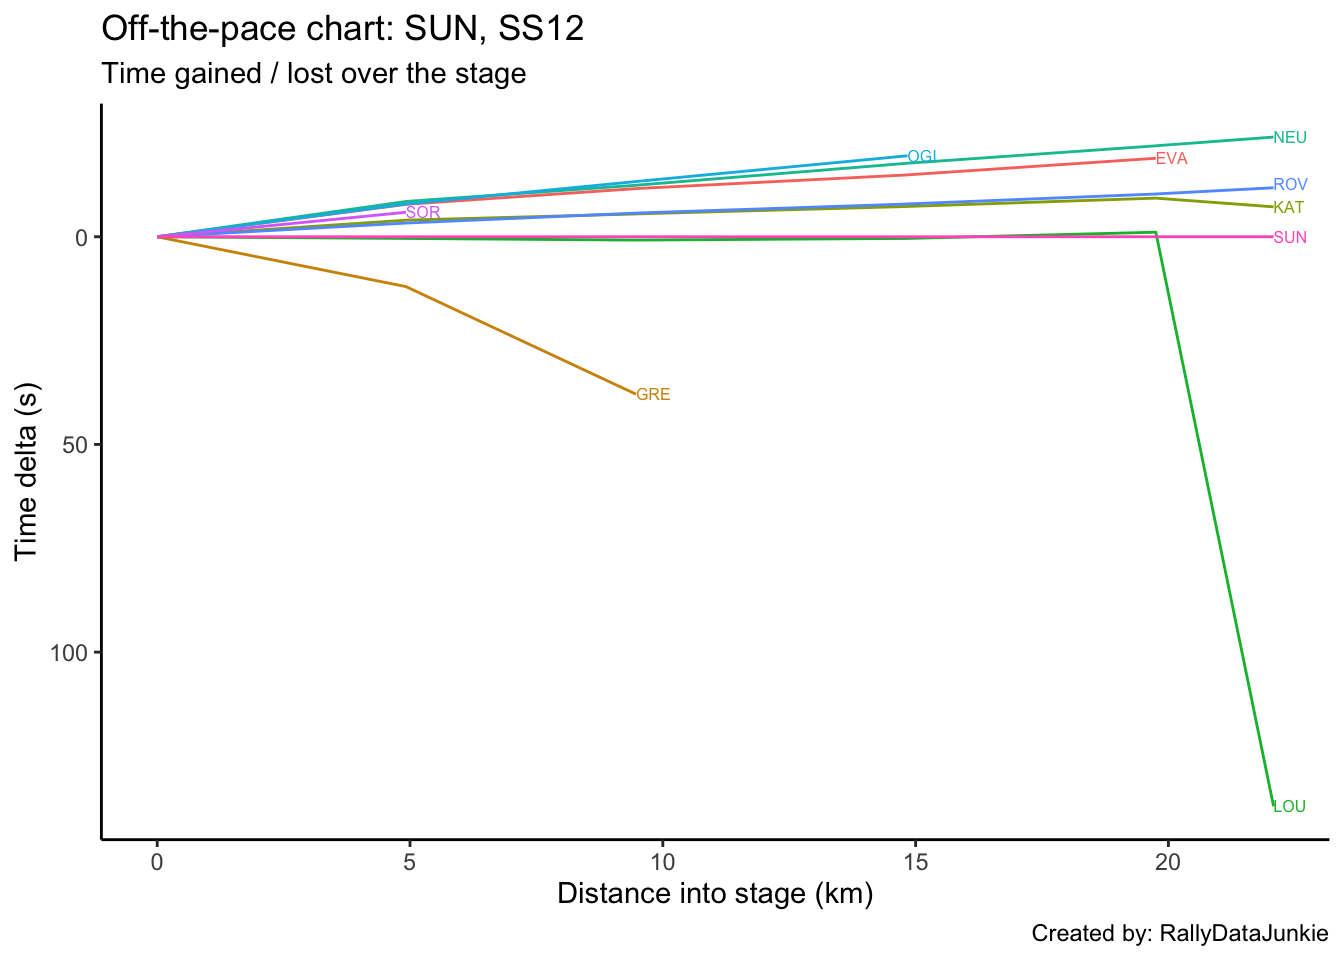 Off-the-pace chart: SUN, SS12
Time gained / lost over the stage
NEU
OGI
EVA
ROV
KAT
SOR
SUN
GRE
LOU
0
50
100
Time delta (s)
0 5 10 15 20
Distance into stage (km)
Created by: RallyDataJunkie